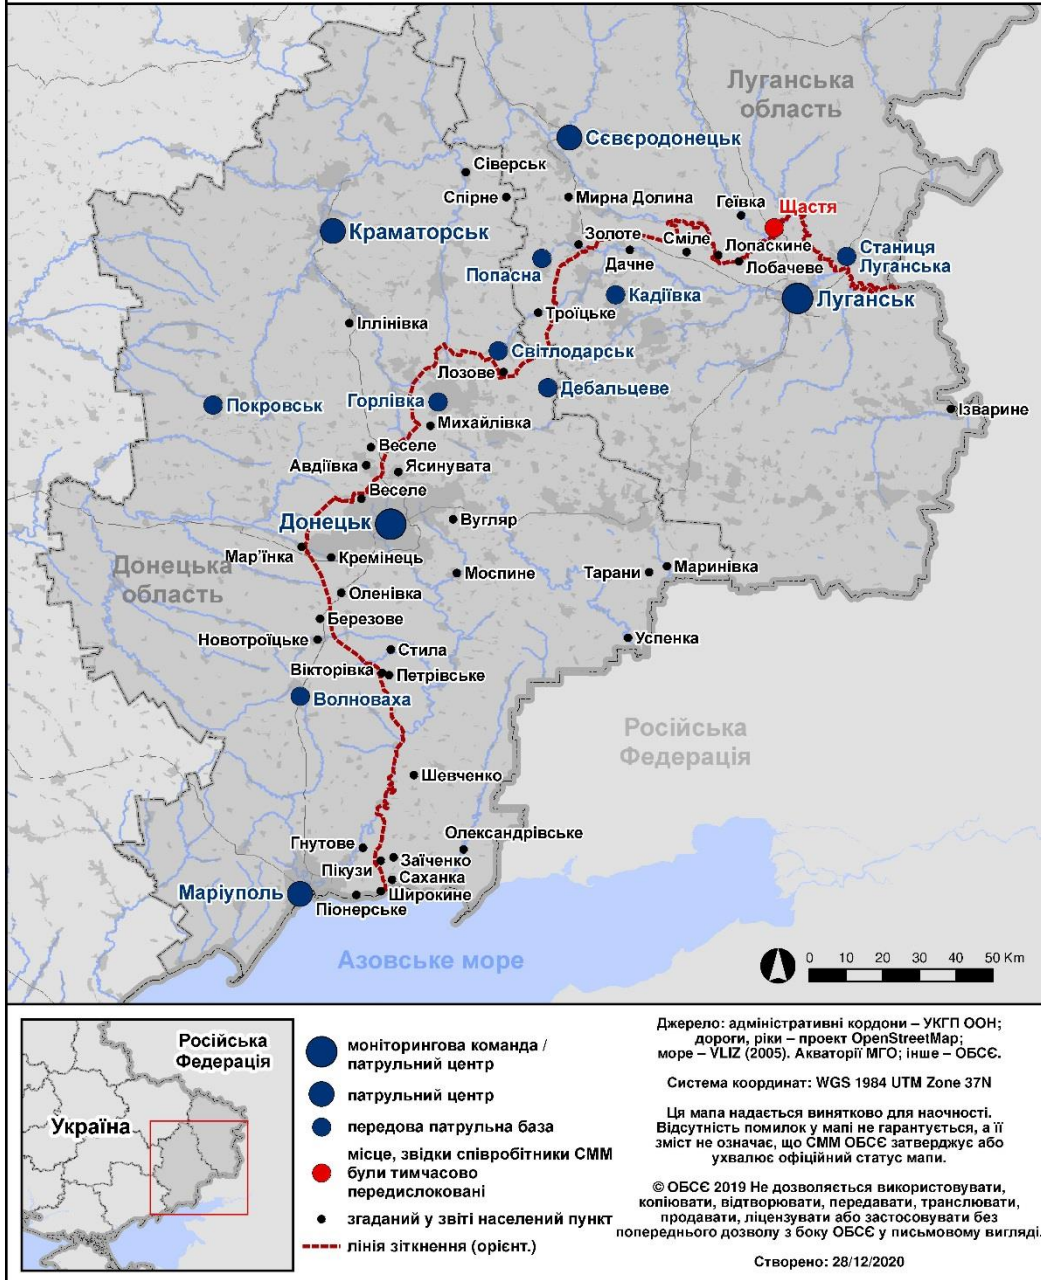 Луганська
область
Сєвєродонецьк
Сіверськ
Спірне
Мирна Долина
Геївка
Щастя
Краматорськ
Золоте
Сміле
Лопаскине
Станиця
Луганська
Попасна
Дачне
Лобачеве
Кадіївка
Луганськ
Іллінівка
Троїцьке
Світлодарськ
Лозове
Дебальцеве
Покровськ
Горлівка
Ізварине
Михайлівка
Веселе
Авдіївка
Ясинувата
Веселе
Донецьк
Вугляр
Мар'їнка
Кремінець
Донецька
область
Моспине
Тарани
Маринівка
Оленівка
Березове
Новотроїцьке
Стила
Успенка
Вікторівка
Петрівське
Волноваха
Російська
Федерація
Шевченко
Олександрівське
Гнутове
Заїченко
Пікузи
Саханка
Маріуполь
Широкине
Піонерське
Азовське море
0 10 20 30 40 50 Km
Російська
Федерація
Україна
моніторингова команда /
патрульний центр
патрульний центр
передова патрульна база
місце, звідки співробітники СММ
були тимчасово
передислоковані
згаданий у звіті населений пункт
лінія зіткнення (орієнт.)
Джерело: адміністративні кордони – УКГП ООН;
дороги, ріки – проект OpenStreetMap;
море – VLIZ (2005). Акваторії МГО; інше – ОБСЄ.
Система координат: WGS 1984 UTM Zone 37N
Ця мапа надається винятково для наочності.
Відсутність помилок у мапі не гарантується, а її
зміст не означає, що СММ ОБСЄ затверджує або
ухвалює офіційний статус мапи.
© ОБСЄ 2019 Не дозволяється використовувати,
копіювати, відтворювати, передавати, транслювати,
продавати, ліцензувати або застосовувати без
попереднього дозволу з боку ОБСЄ у письмовому вигляді.
Створено: 28/12/2020